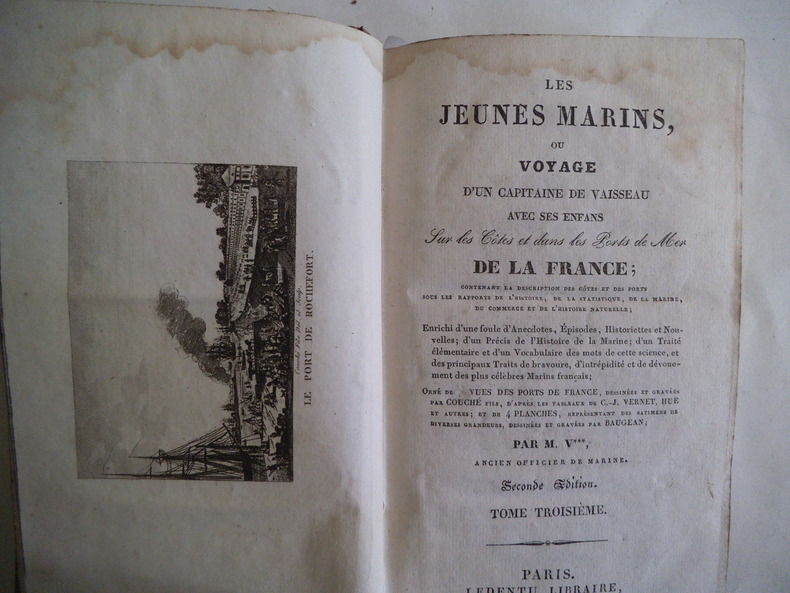 LE PORT DE ROCHEFORT.
LES
JEUNES MARINS,
OU
VOYAGE
D'UN CAPITAINE DE VAISSEAU
AVEC SES ENFANS
Sur les Côtes et dans les Ports de Mer
DE LA FRANCE;
CONTENANT LA DESCRIPTION DES CÔTES ET DES PORTS
SOUS LES RAPPORTS DE L'HISTOIRE, DE LA STATISTIQUE, DE LA MARINE,
DU COMMERCE ET DE L'HISTOIRE NATURELLE;
Enrichi d'une foule d'Anecdotes, Épisodes, Historiettes et Nou-
velles; d'un Précis de l'Histoire de la Marine; d'un Traité
élémentaire et d'un Vocabulaire des mots de cette science, et
des principaux Traits de bravoure, d'intrépidité et de dévoue-
ment des plus célèbres Marins français;
ORNÉ DE VUES DES PORTS DE FRANCE, DESSINÉES ET GRAVÉES
PAR COUCHÉ FILS, D'APRÈS LES TABLEAUX DE C.-J. VERNET, HUE
ET AUTRES; ET DE 4 PLANCHES, REPRÉSENTANT DES BATIMENS DE
DIVERSES GRANDEURS, DESSINÉES ET GRAVÉES PAR BAUGEAN;
PAR M. V***,
ANCIEN OFFICIER DE MARINE.
Seconde Édition.
TOME TROISIÈME.
PARIS.
LEDENTU, LIBRAIRE,